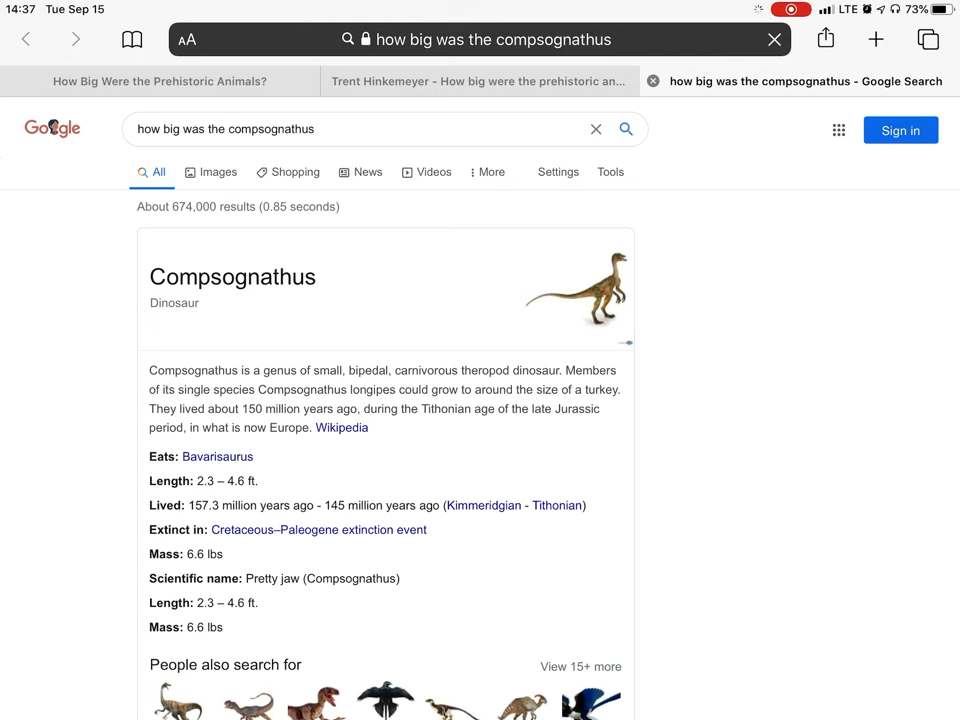 14:37 Tue Sep 15 LTE 73%
AA how big was the compsognathus
How Big Were the Prehistoric Animals? Trent Hinkemeyer - How big were the prehistoric an... how big was the compsognathus - Google Search
Google how big was the compsognathus Sign in
All Images Shopping News Videos More Settings Tools
About 674,000 results (0.85 seconds)
Compsognathus
Dinosaur
Compsognathus is a genus of small, bipedal, carnivorous theropod dinosaur. Members
of its single species Compsognathus longipes could grow to around the size of a turkey.
They lived about 150 million years ago, during the Tithonian age of the late Jurassic
period, in what is now Europe. Wikipedia
Eats: Bavarisaurus
Length: 2.3 – 4.6 ft.
Lived: 157.3 million years ago - 145 million years ago (Kimmeridgian - Tithonian)
Extinct in: Cretaceous–Paleogene extinction event
Mass: 6.6 lbs
Scientific name: Pretty jaw (Compsognathus)
Length: 2.3 – 4.6 ft.
Mass: 6.6 lbs
People also search for View 15+ more